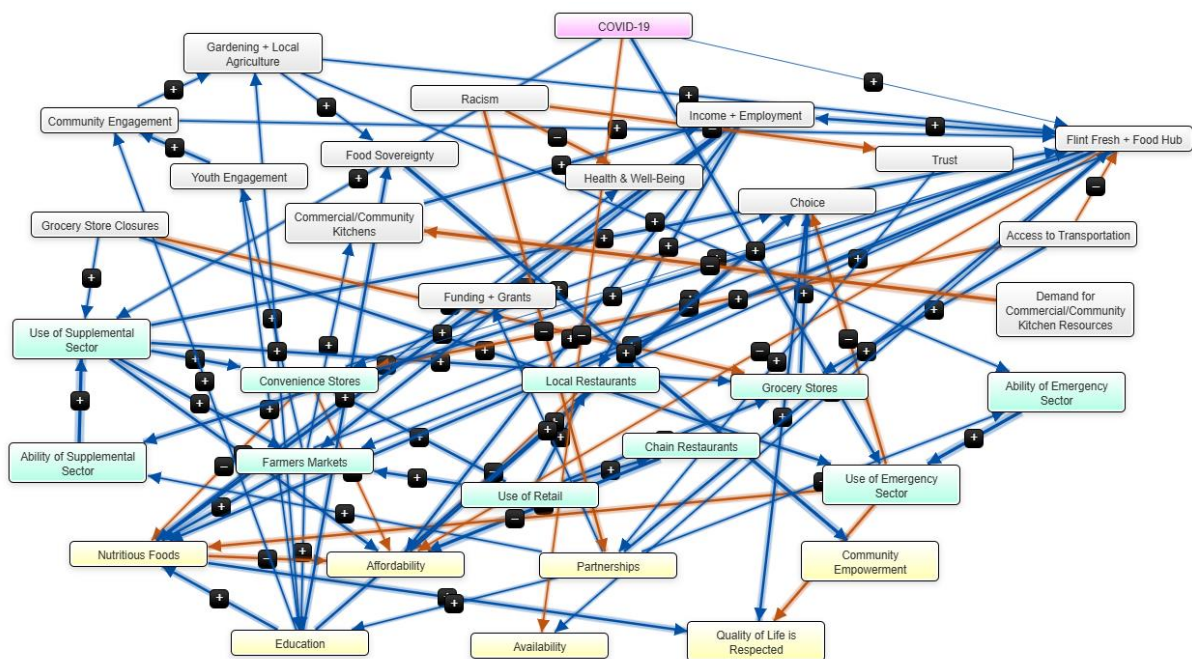 COVID-19
Gardening + Local
Agriculture
Racism
Income + Employment
Community Engagement
Flint Fresh + Food Hub
Food Sovereignty
Trust
Youth Engagement
Health & Well-Being
Choice
Grocery Store Closures
Commercial/Community
Kitchens
Access to Transportation
Funding + Grants
Demand for
Commercial/Community
Kitchen Resources
Use of Supplemental
Sector
Convenience Stores
Local Restaurants
Grocery Stores
Ability of Emergency
Sector
Chain Restaurants
Ability of Supplemental
Sector
Farmers Markets
Use of Retail
Use of Emergency
Sector
Nutritious Foods
Affordability
Partnerships
Community
Empowerment
Education
Availability
Quality of Life is
Respected